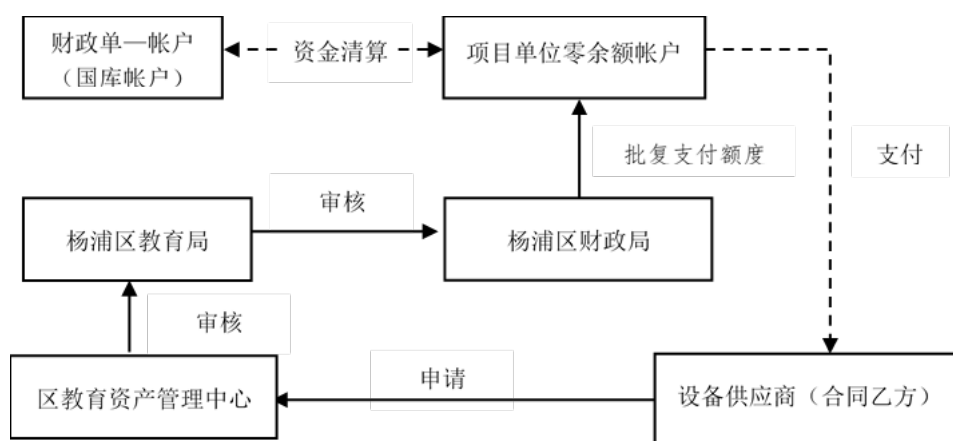 财政单一帐户
（国库帐户）
资金清算
项目单位零余额帐户
批复支付额度
支付
审核
杨浦区教育局
杨浦区财政局
审核
申请
区教育资产管理中心
设备供应商（合同乙方）